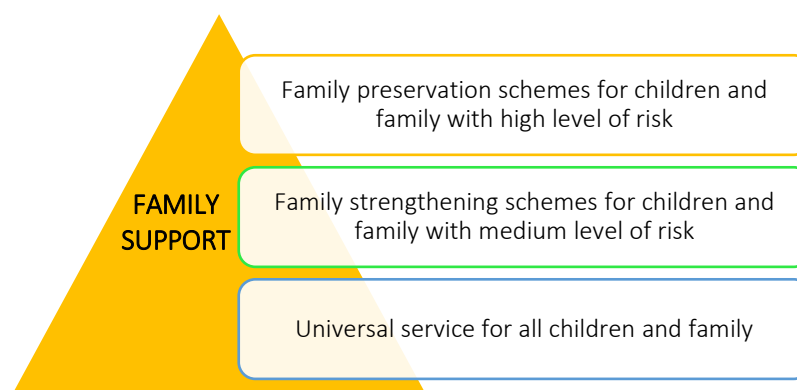 Family preservation schemes for children and
family with high level of risk
FAMILY
SUPPORT
Family strengthening schemes for children and
family with medium level of risk
Universal service for all children and family